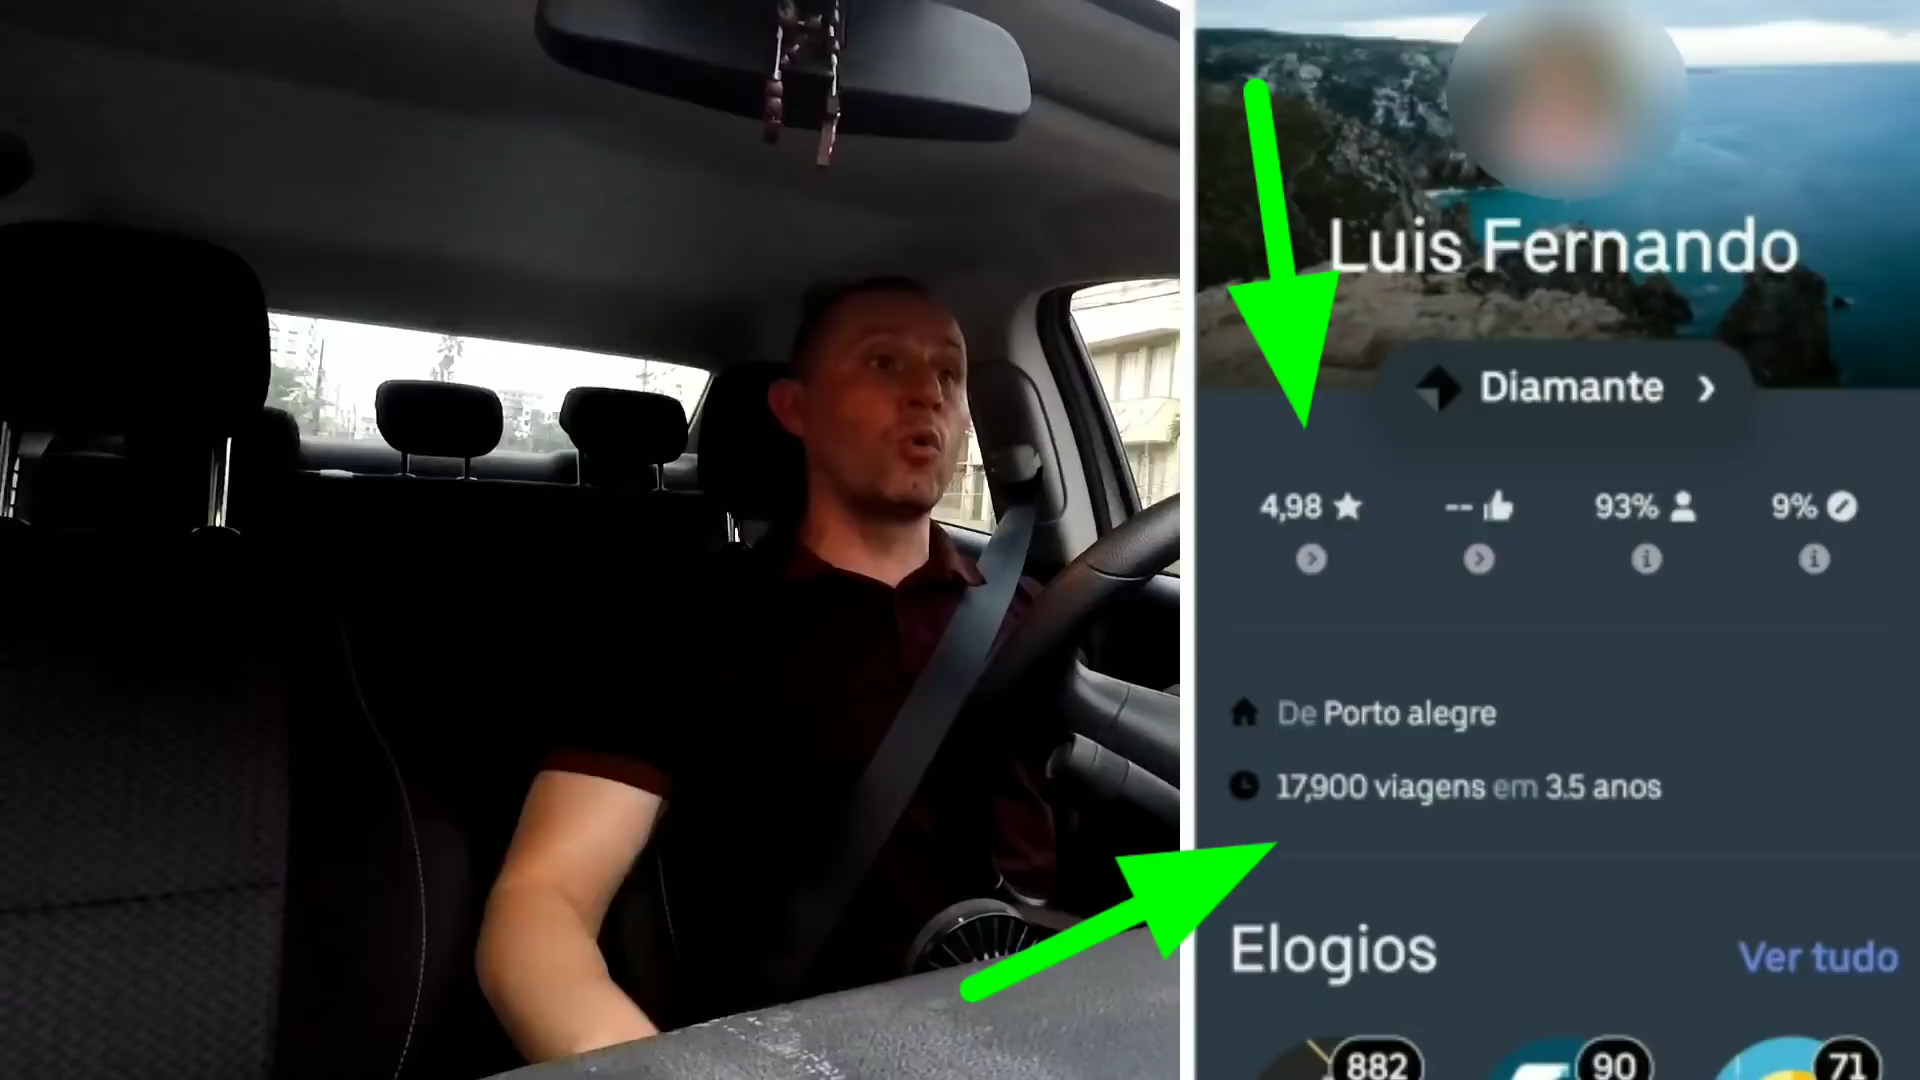 Luis Fernando
Diamante
4,98
--
93%
9%
De Porto alegre
17,900 viagens em 3.5 anos
Elogios
Ver tudo
882
90
71